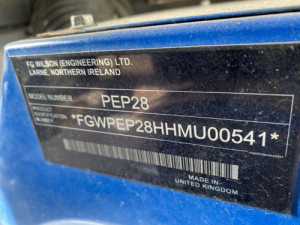 FG WILSON (ENGINEERING) LTD.
LARNE, NORTHERN IRELAND
MODEL NUMBER
PEP28
PRODUCT
IDENTIFICATION
NUMBER
*FGWPEP28HHMU00541*
MADE IN
UNITED KINGDOM